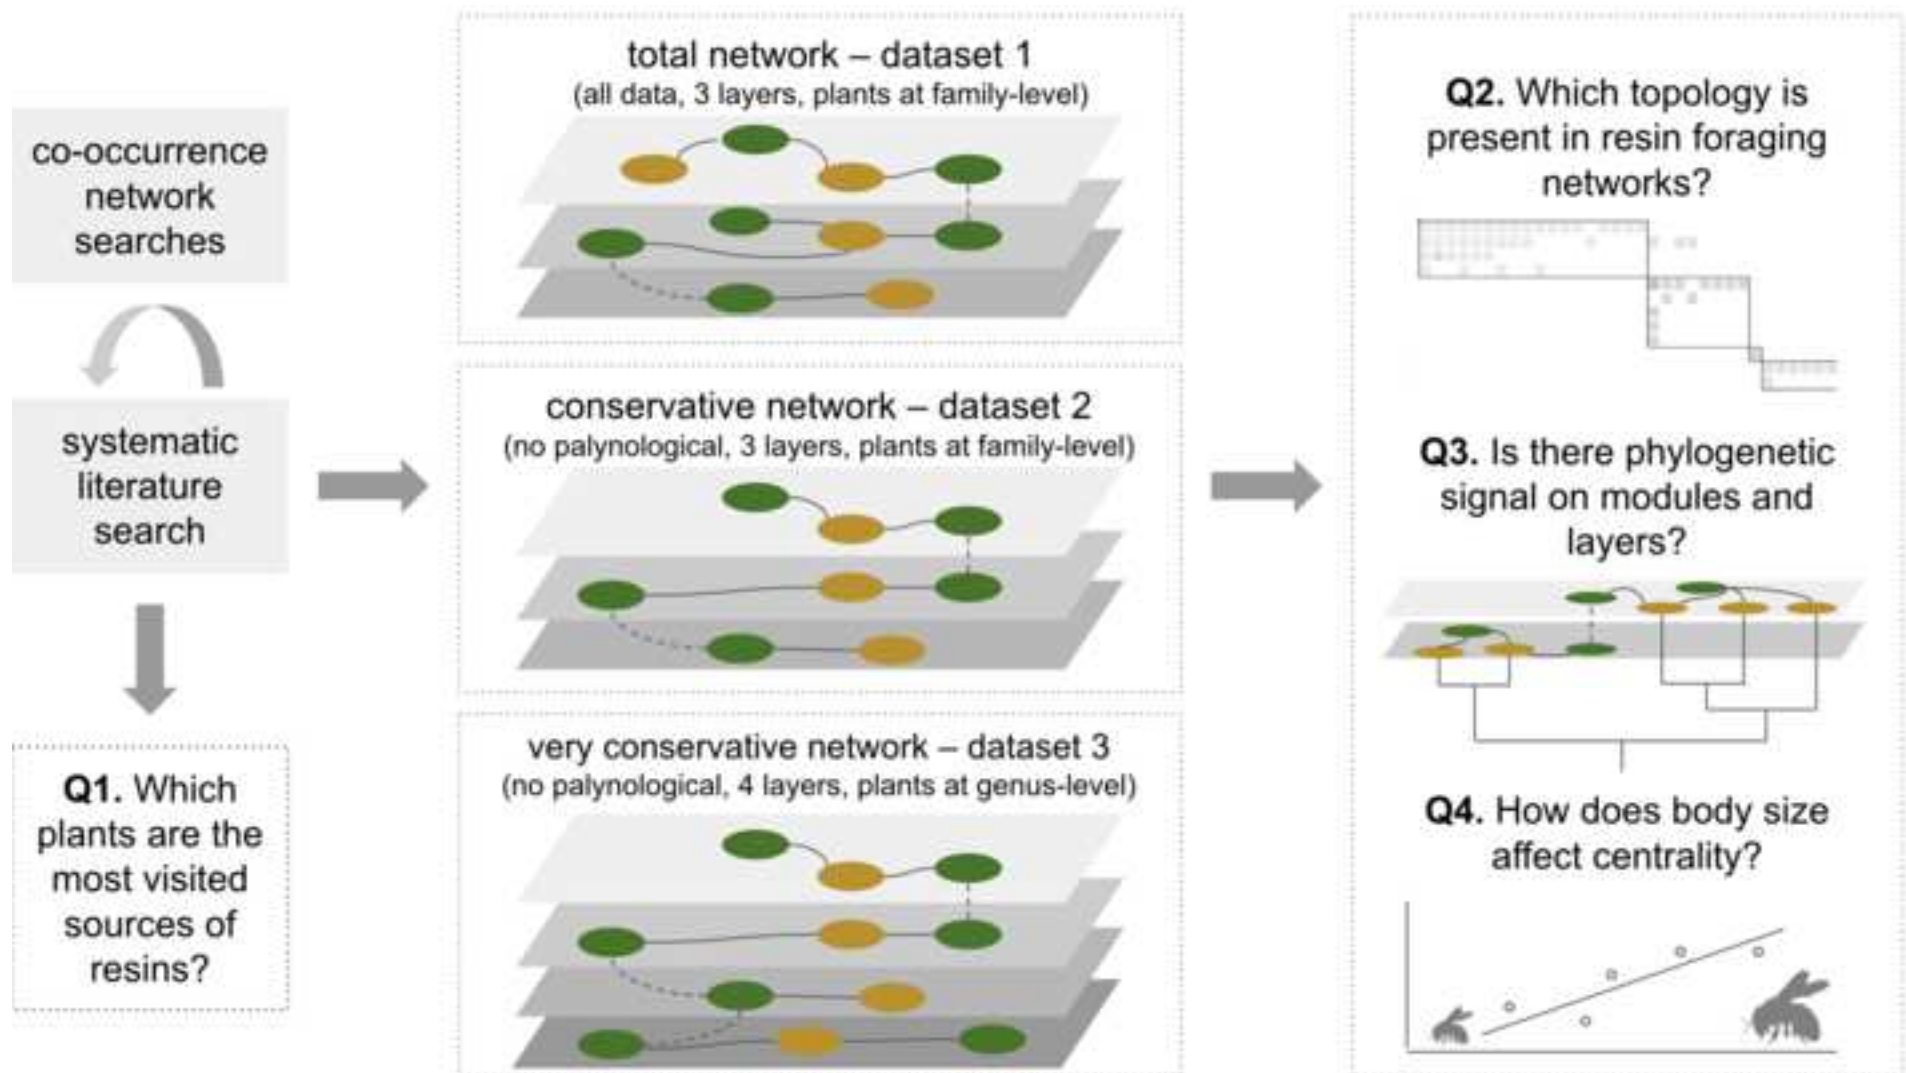 co-occurrence
network
searches
systematic
literature
search
Q1. Which
plants are the
most visited
sources of
resins?
total network – dataset 1
(all data, 3 layers, plants at family-level)
conservative network – dataset 2
(no palynological, 3 layers, plants at family-level)
very conservative network – dataset 3
(no palynological, 4 layers, plants at genus-level)
Q2. Which topology is
present in resin foraging
networks?
Q3. Is there phylogenetic
signal on modules and
layers?
Q4. How does body size
affect centrality?